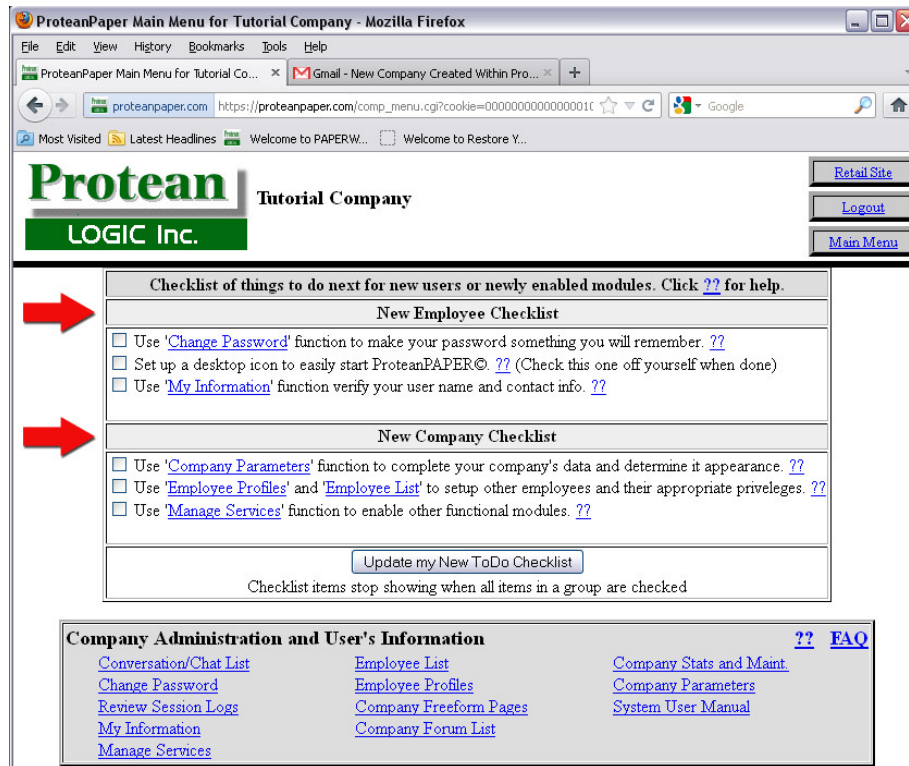 ProteanPaper Main Menu for Tutorial Company - Mozilla Firefox
File Edit View History Bookmarks Tools Help
ProteanPaper Main Menu for Tutorial Co... × Gmail - New Company Created Within Pro... × +
proteanpaper.com https://proteanpaper.com/comp_menu.cgi?cookie=0000000000000001( Google
Most Visited Latest Headlines Welcome to PAPERW... Welcome to Restore Y...
Protean
LOGIC Inc.
Tutorial Company
Retail Site
Logout
Main Menu
Checklist of things to do next for new users or newly enabled modules. Click ?? for help.
New Employee Checklist
Use 'Change Password' function to make your password something you will remember. ??
Set up a desktop icon to easily start ProteanPAPER©. ?? (Check this one off yourself when done)
Use 'My Information' function verify your user name and contact info. ??
New Company Checklist
Use 'Company Parameters' function to complete your company's data and determine it appearance. ??
Use 'Employee Profiles' and 'Employee List' to setup other employees and their appropriate priveleges. ??
Use 'Manage Services' function to enable other functional modules. ??
Update my New ToDo Checklist
Checklist items stop showing when all items in a group are checked
Company Administration and User's Information ?? FAQ
Conversation/Chat List Employee List Company Stats and Maint.
Change Password Employee Profiles Company Parameters
Review Session Logs Company Freeform Pages System User Manual
My Information Company Forum List
Manage Services